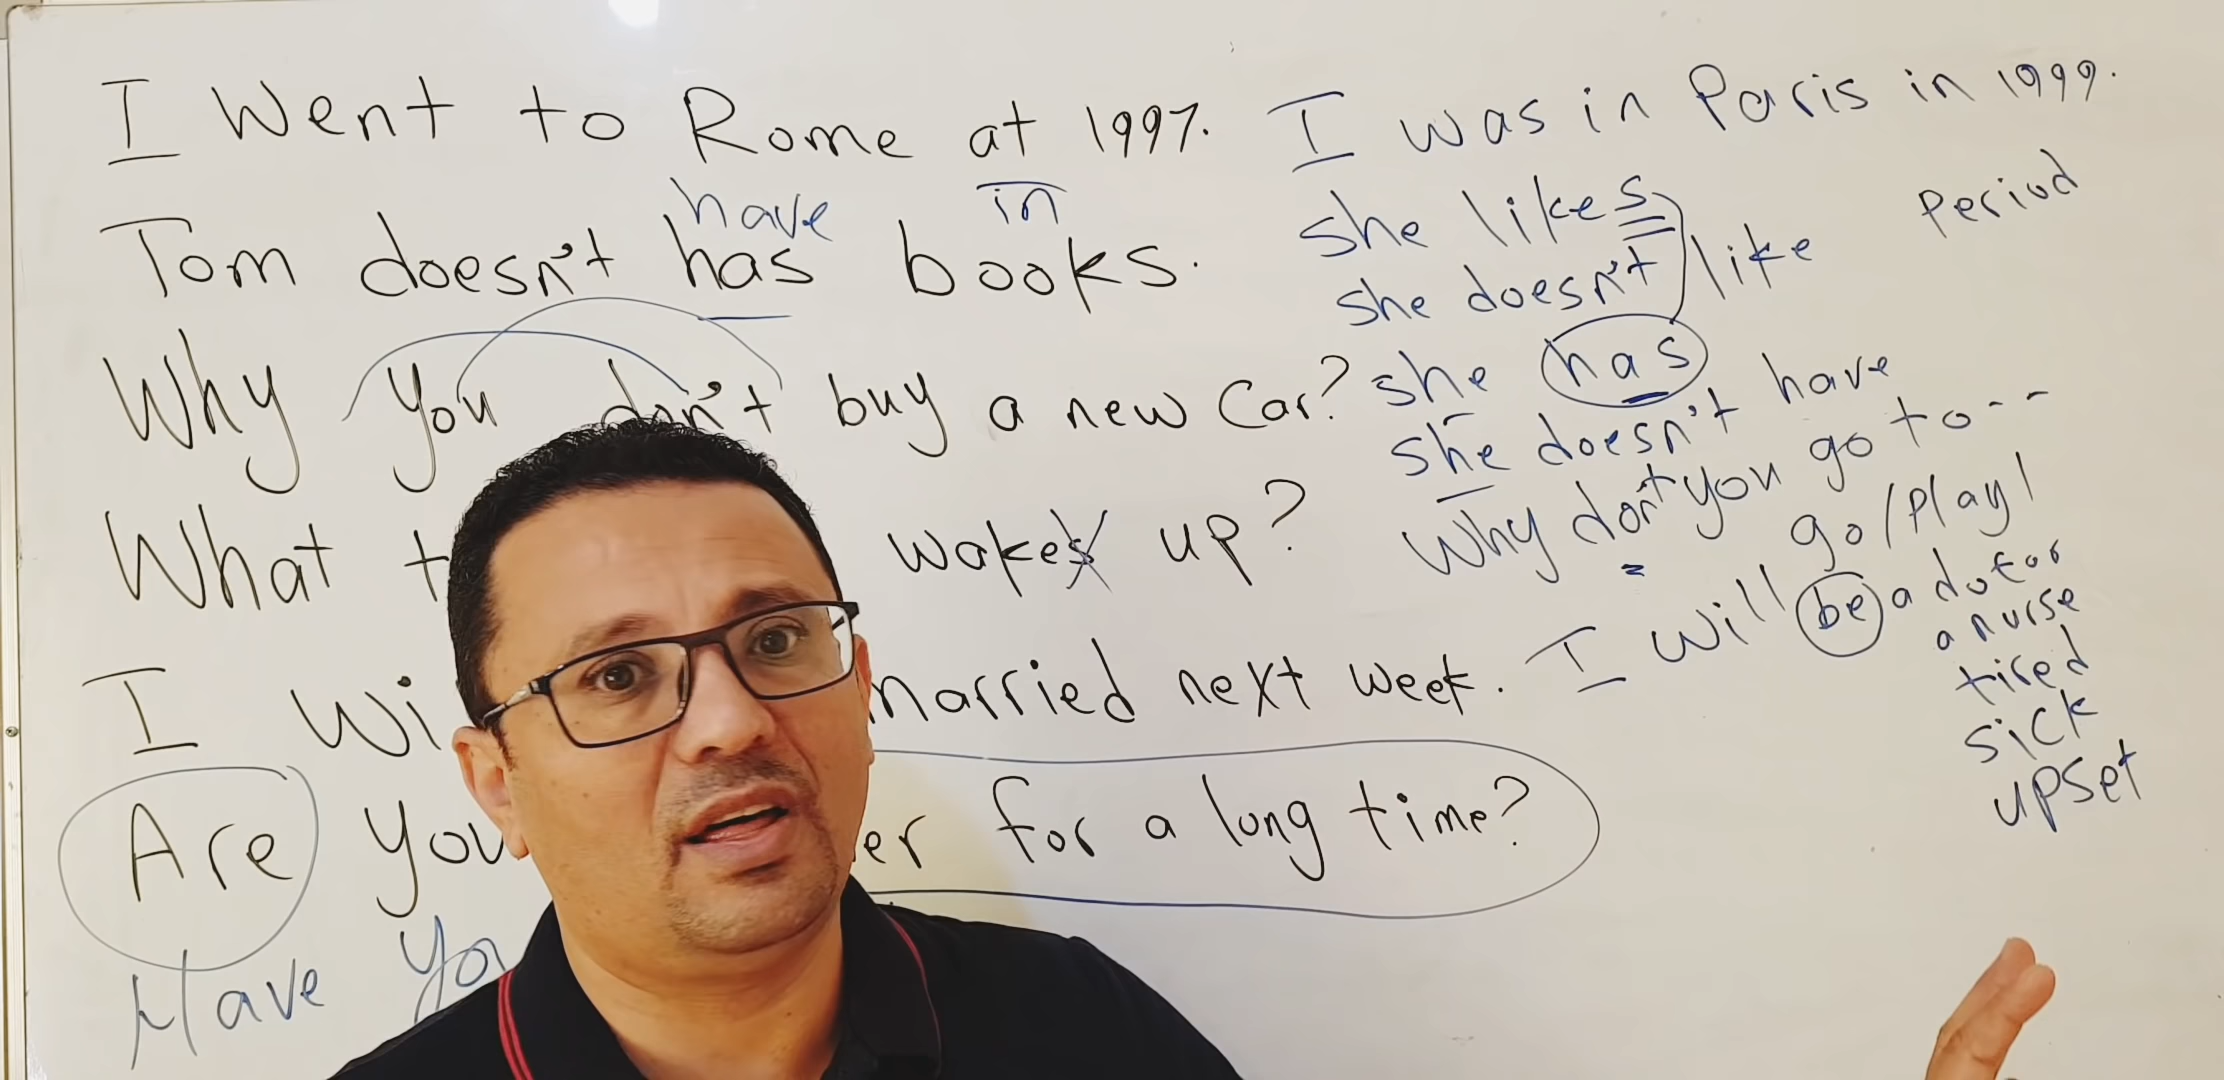 I went to Rome at 1997.
in
have
Tom doesn't has books.
Why you don't buy a new car?
What wakes up?
I married next week.
Are you for a long time?
Have
I was in Paris in 1999.
Period
she likes
she doesn't like
she has
she doesn't have
Why don't you go to --
go/play/
I will be a doctor
a nurse
tired
sick
upset